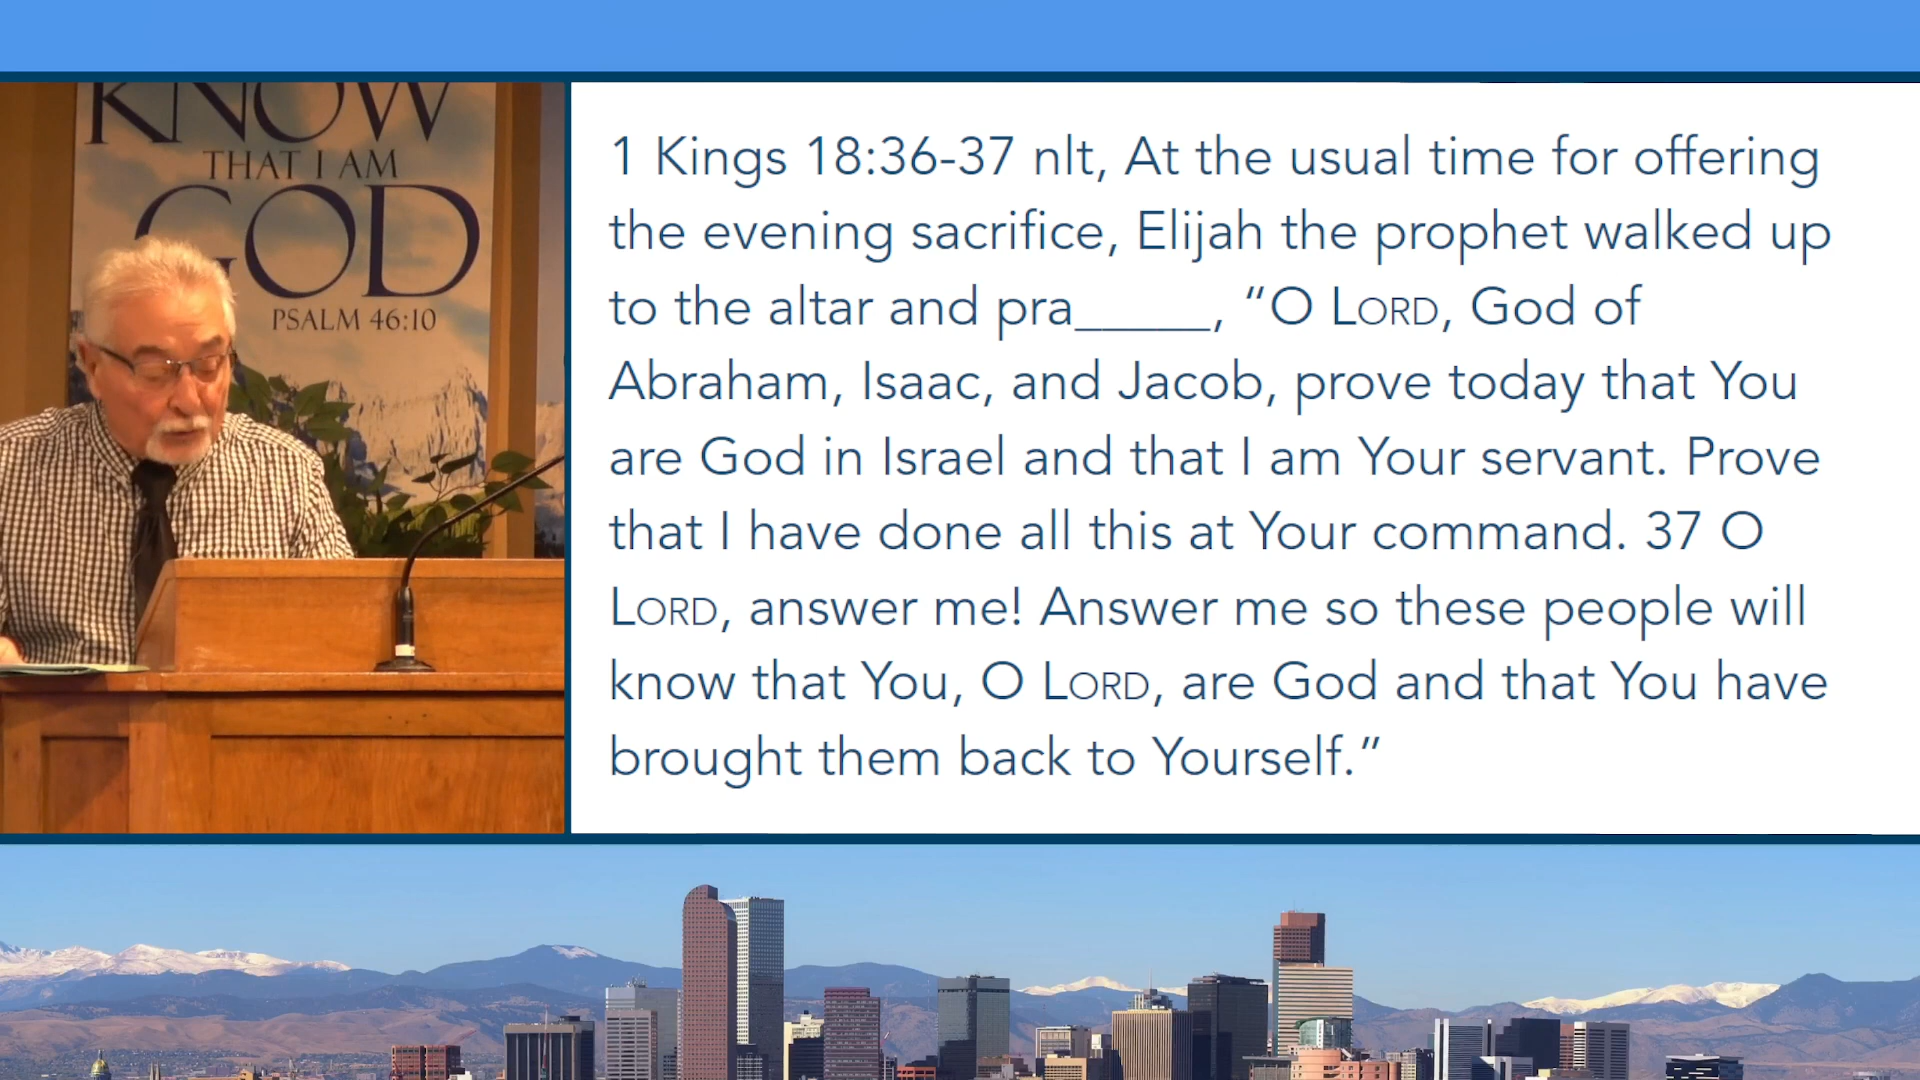 KNOW
THAT I AM
GOD
PSALM 46:10
1 Kings 18:36-37 nlt, At the usual time for offering
the evening sacrifice, Elijah the prophet walked up
to the altar and pra_____, “O LORD, God of
Abraham, Isaac, and Jacob, prove today that You
are God in Israel and that I am Your servant. Prove
that I have done all this at Your command. 37 O
LORD, answer me! Answer me so these people will
know that You, O LORD, are God and that You have
brought them back to Yourself.”